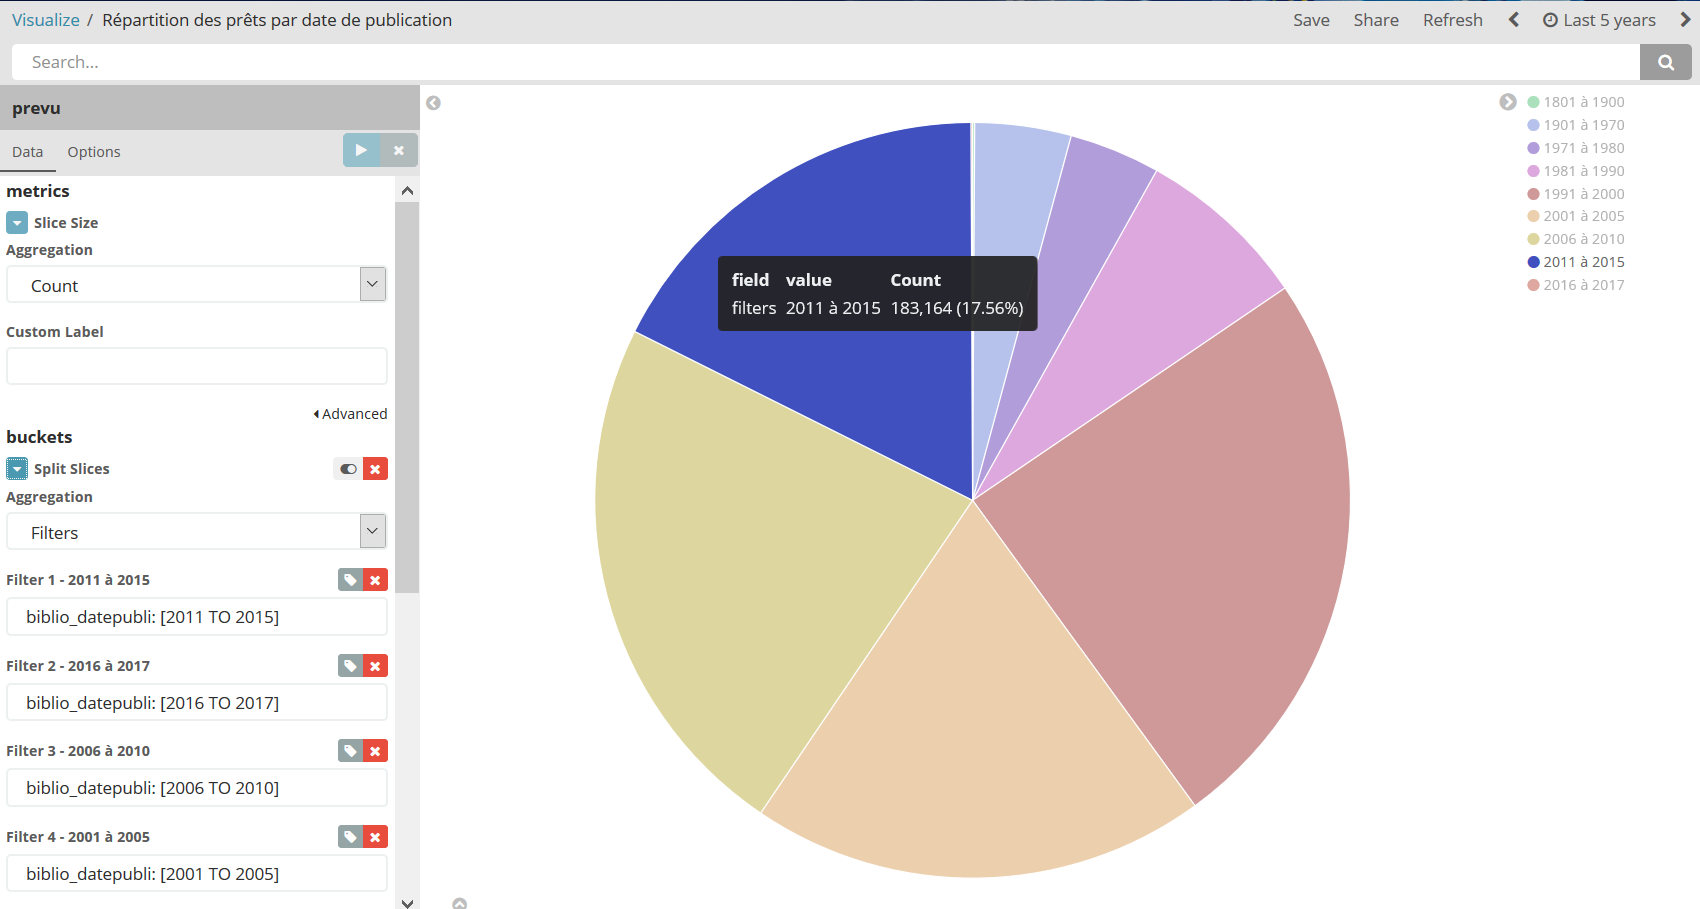 Visualize / Répartition des prêts par date de publication
Save Share Refresh Last 5 years
Search...
prevu
Data Options
metrics
Slice Size
Aggregation
Count
Custom Label
Advanced
buckets
Split Slices
Aggregation
Filters
Filter 1 - 2011 à 2015
biblio_datepubli: [2011 TO 2015]
Filter 2 - 2016 à 2017
biblio_datepubli: [2016 TO 2017]
Filter 3 - 2006 à 2010
biblio_datepubli: [2006 TO 2010]
Filter 4 - 2001 à 2005
biblio_datepubli: [2001 TO 2005]
field value Count
filters 2011 à 2015 183,164 (17.56%)
1801 à 1900
1901 à 1970
1971 à 1980
1981 à 1990
1991 à 2000
2001 à 2005
2006 à 2010
2011 à 2015
2016 à 2017